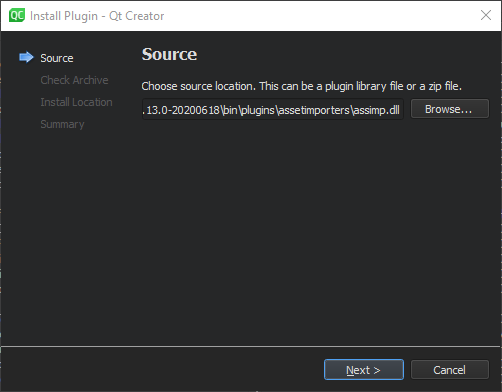 QC Install Plugin - Qt Creator
Source
Source
Check Archive
Choose source location. This can be a plugin library file or a zip file.
Install Location
.13.0-20200618\bin\plugins\assetimporters\assimp.dll
Browse...
Summary
Next >
Cancel